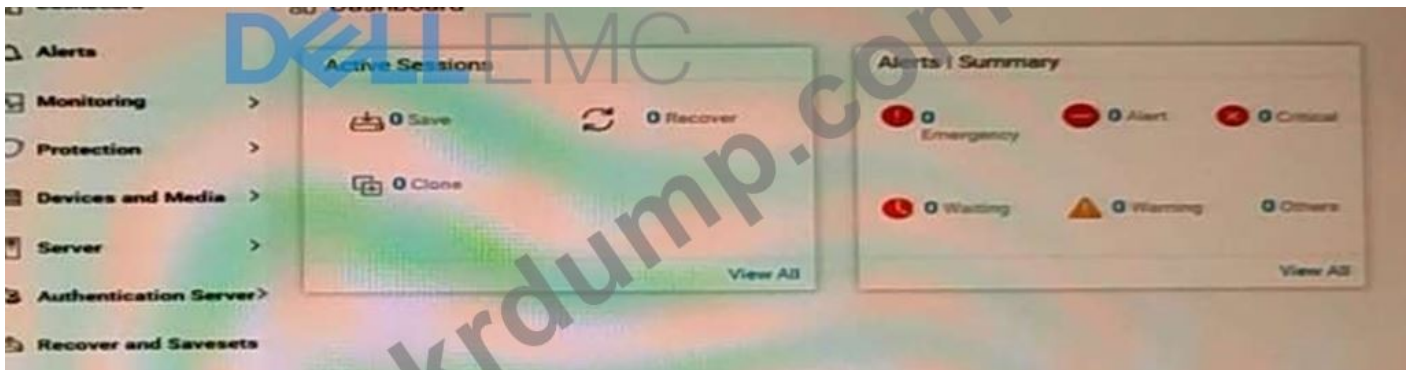 Dashboard
Alerts
Monitoring
Protection
Devices and Media
Server
Authentication Server
Recover and Savesets
Active Sessions
0 Save
0 Recover
0 Clone
View All
Alerts | Summary
0 Emergency
0 Alert
0 Critical
0 Waiting
0 Warning
0 Others
View All
DELLEMC
krdump.com